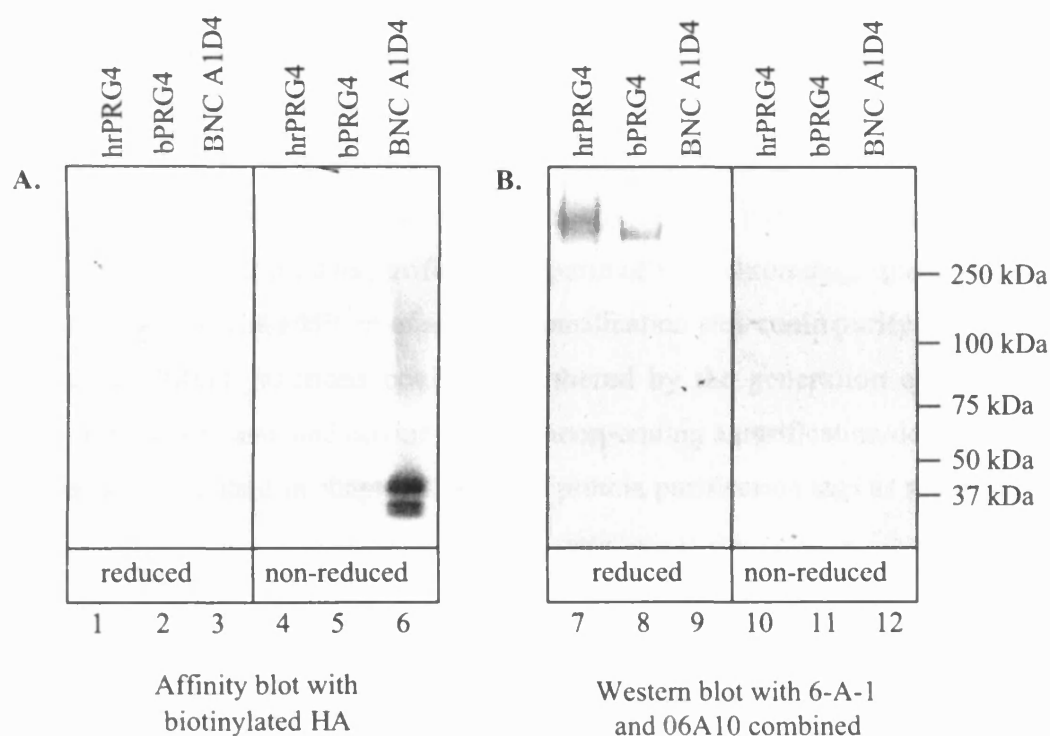 hrPRG4
bPRG4
BNC A1D4
hrPRG4
bPRG4
BNC A1D4
A.
reduced
non-reduced
1 2 3 4 5 6
Affinity blot with
biotinylated HA
hrPRG4
bPRG4
BNC A1D4
hrPRG4
bPRG4
BNC A1D4
B.
250 kDa
100 kDa
75 kDa
50 kDa
37 kDa
reduced
non-reduced
7 8 9 10 11 12
Western blot with 6-A-1
and 06A10 combined